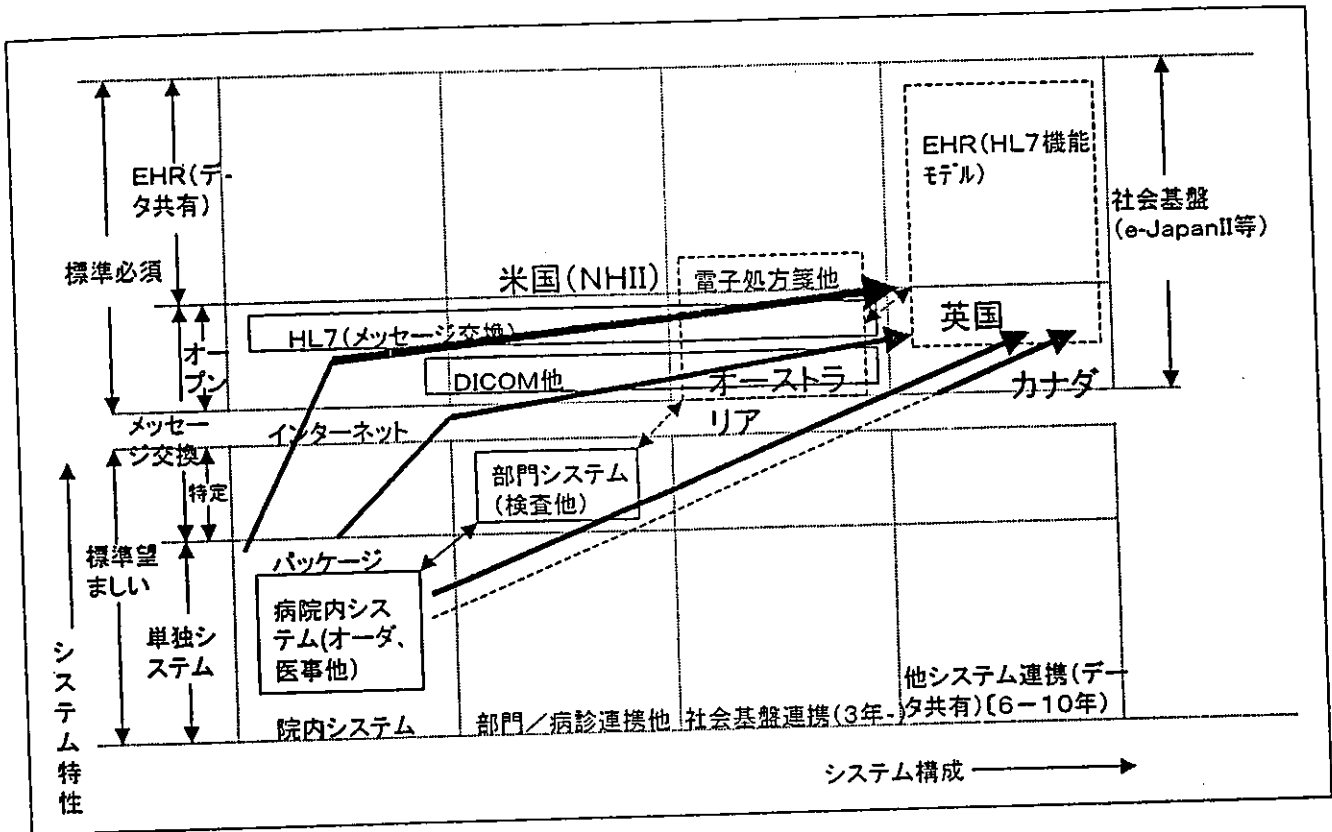 EHR(デー
タ共有)
標準必須
オー
プン
メッセー
ジ交換
特定
標準望
ましい
単独シ
ステム
システム特性
米国(NHII)
電子処方箋他
EHR(HL7機能
モデル)
社会基盤
(e-JapanII等)
HL7(メッセージ交換)
英国
DICOM他
オーストラ
リア
カナダ
インターネット
部門システム
(検査他)
パッケージ
病院内シス
テム(オーダ、
医事他)
院内システム
部門/病診連携他
社会基盤連携(3年-)
他システム連携(デー
タ共有)〔6-10年)
システム構成